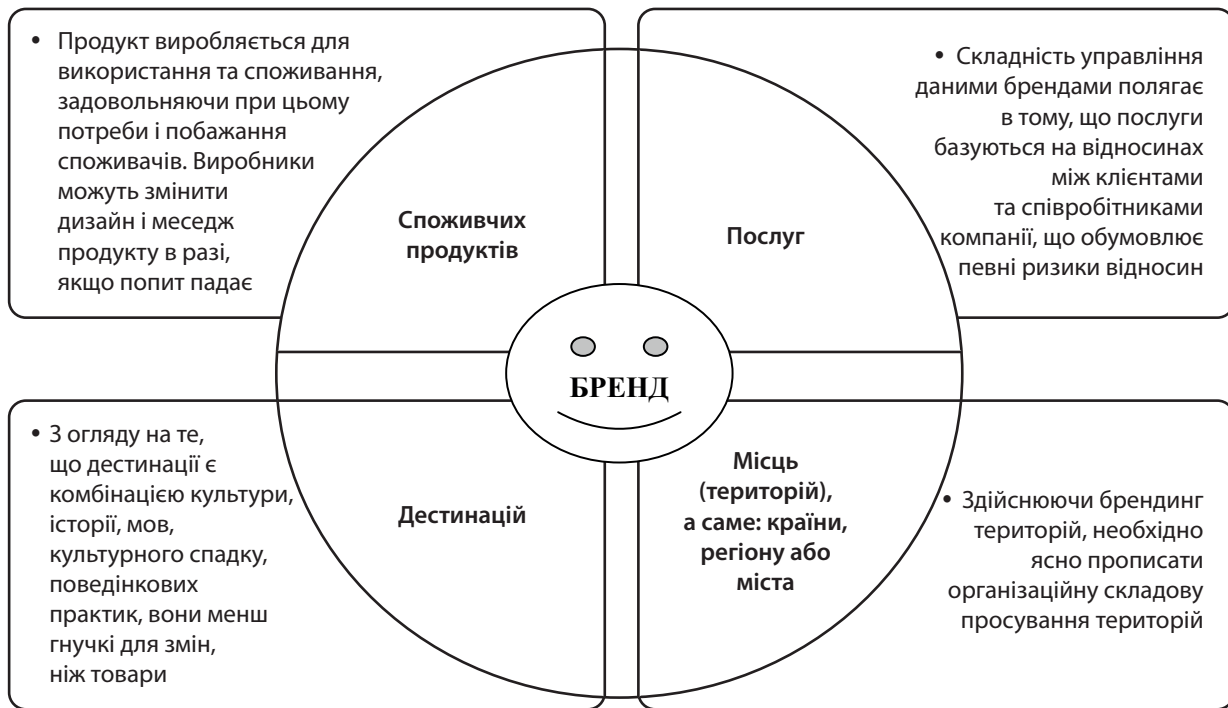 • Продукт виробляється для
використання та споживання,
задовольняючи при цьому
потреби і побажання
споживачів. Виробники
можуть змінити
дизайн і меседж
продукту в разі,
якщо попит падає
Споживчих
продуктів
Послуг
• Складність управління
даними брендами полягає
в тому, що послуги
базуються на відносинах
між клієнтами
та співробітниками
компанії, що обумовлює
певні ризики відносин
БРЕНД
• З огляду на те,
що дестинації є
комбінацією культури,
історії, мов,
культурного спадку,
поведінкових
практик, вони менш
гнучкі для змін,
ніж товари
Дестинацій
Місць
(територій),
а саме: країни,
регіону або
міста
• Здійснюючи брендинг
територій, необхідно
ясно прописати
організаційну складову
просування територій